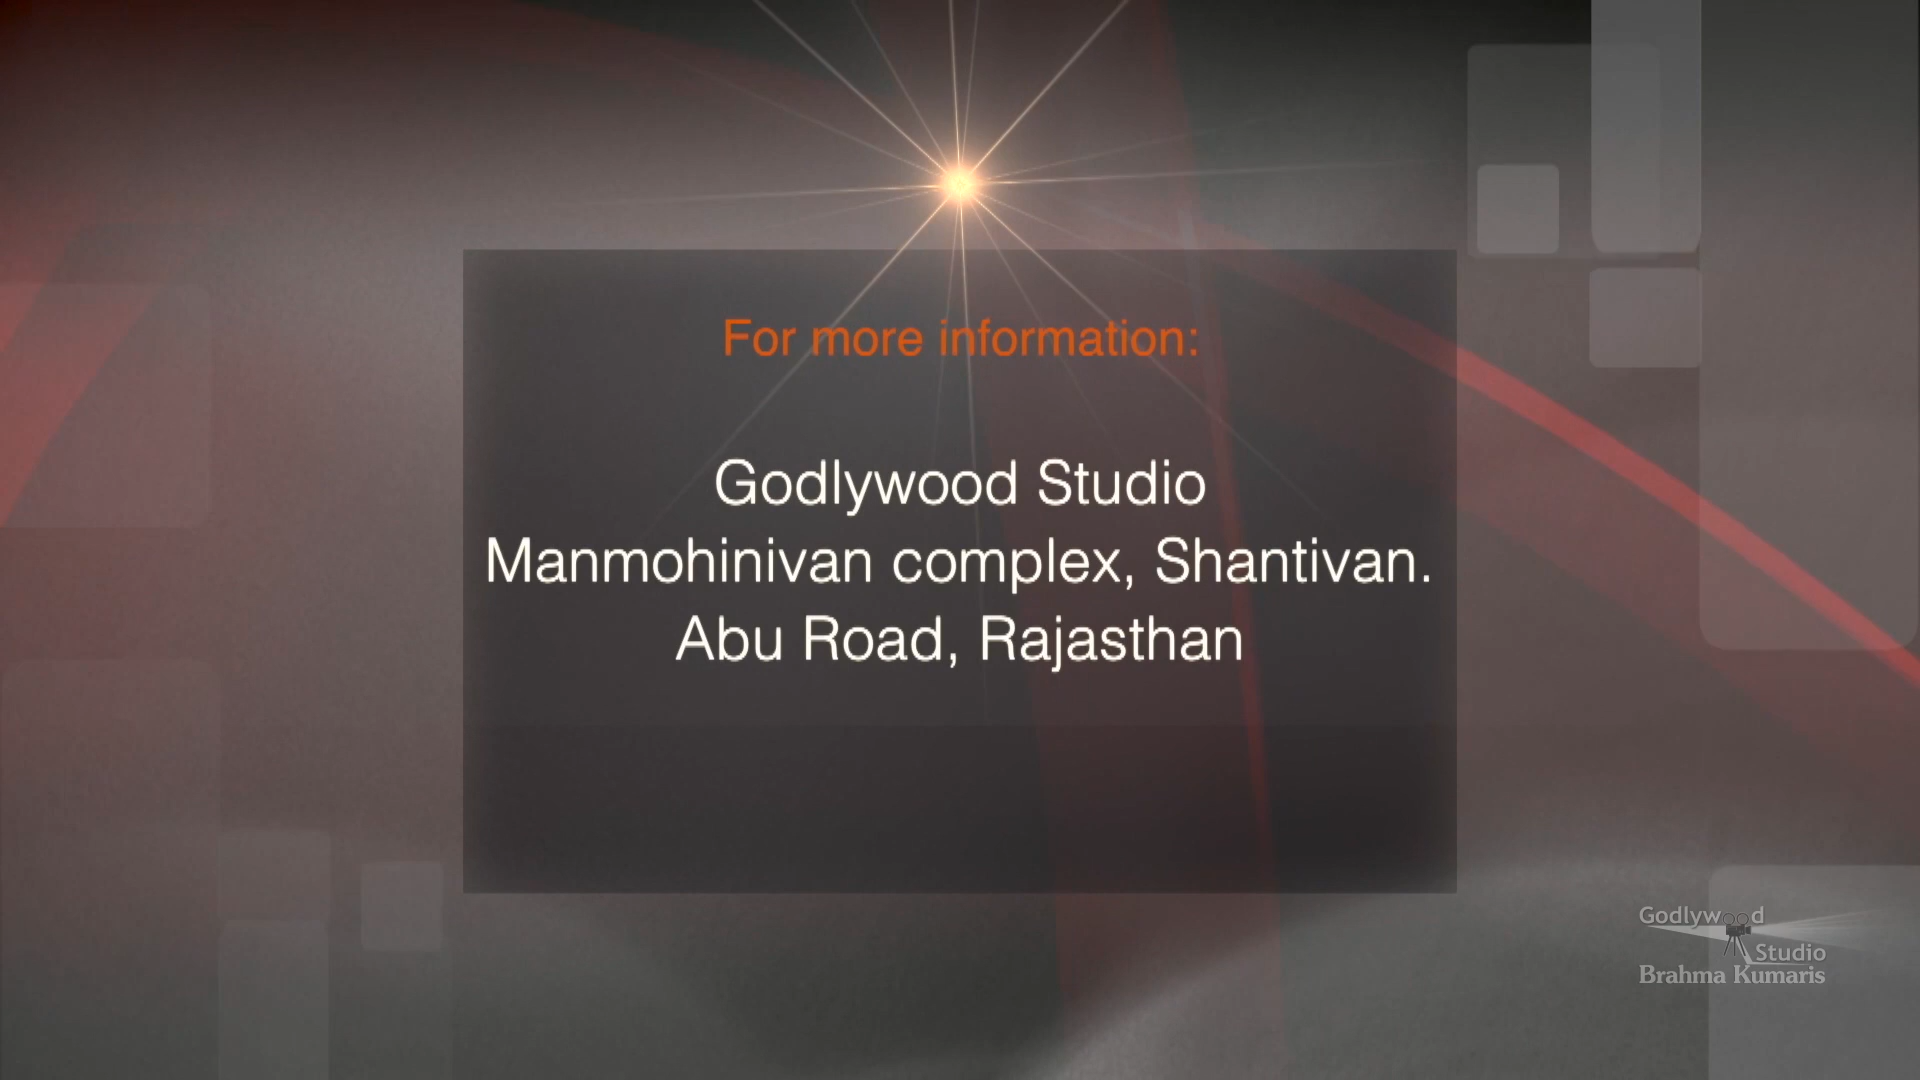 For more information:
Godlywood Studio
Manmohinivan complex, Shantivan.
Abu Road, Rajasthan
Godlywood
Studio
Brahma Kumaris